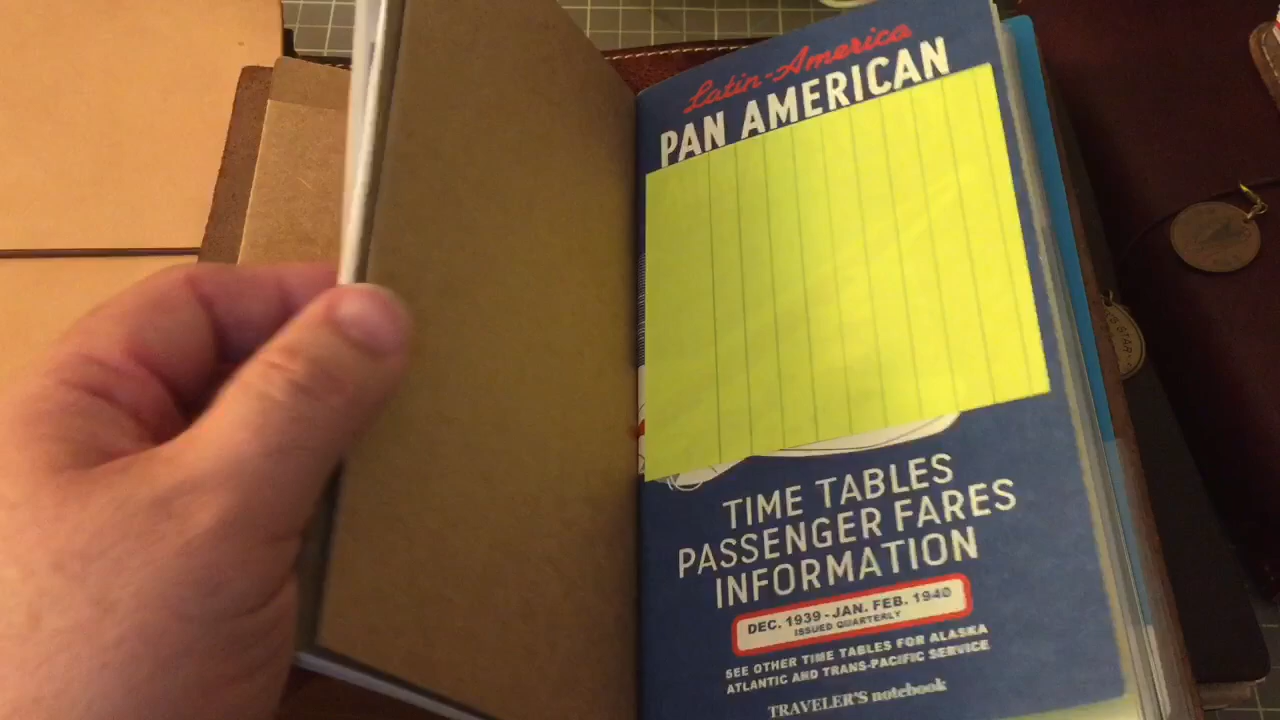 Latin-America
PAN AMERICAN
TIME TABLES
PASSENGER FARES
INFORMATION
DEC. 1939 - JAN. FEB. 1940
ISSUED QUARTERLY
SEE OTHER TIME TABLES FOR ALASKA
ATLANTIC AND TRANS-PACIFIC SERVICE
TRAVELER'S notebook
STAR